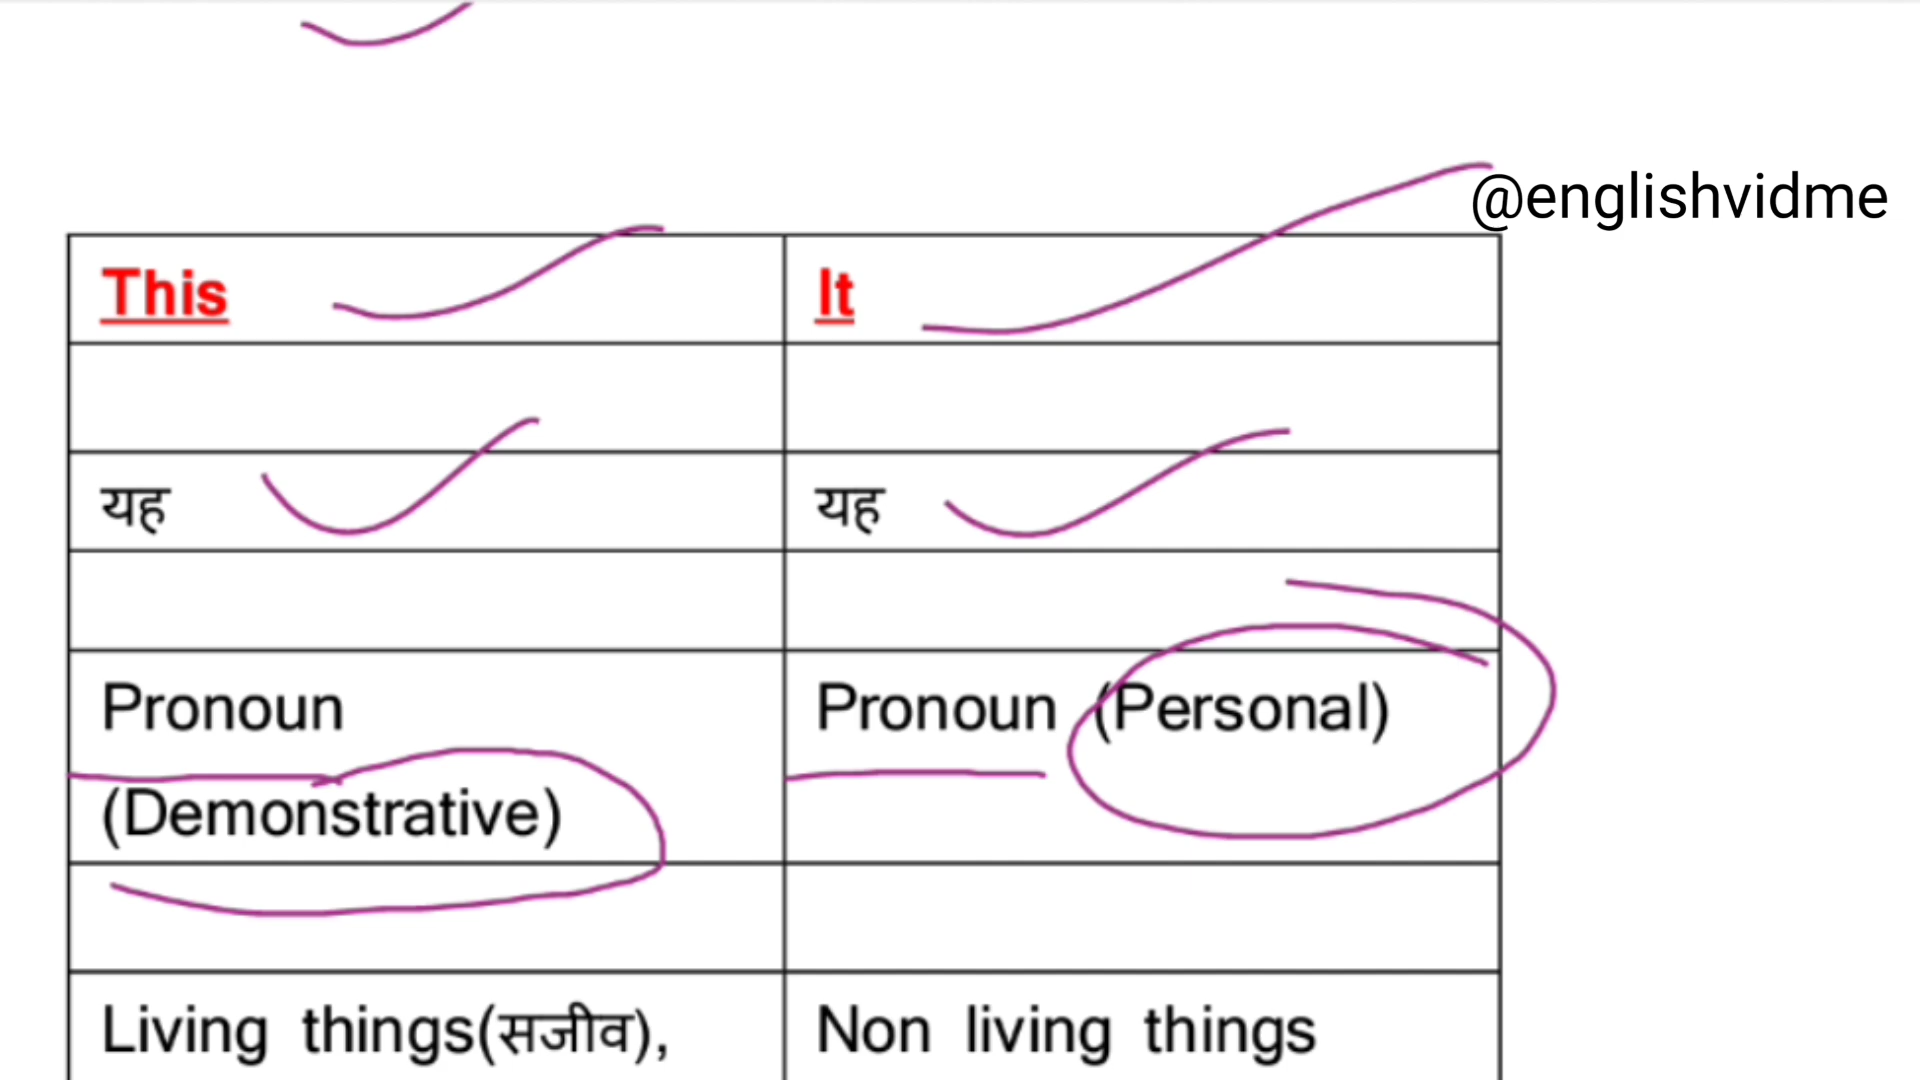 @englishvidme
This It
यह यह
Pronoun Pronoun (Personal)
(Demonstrative)
Living things(सजीव), Non living things